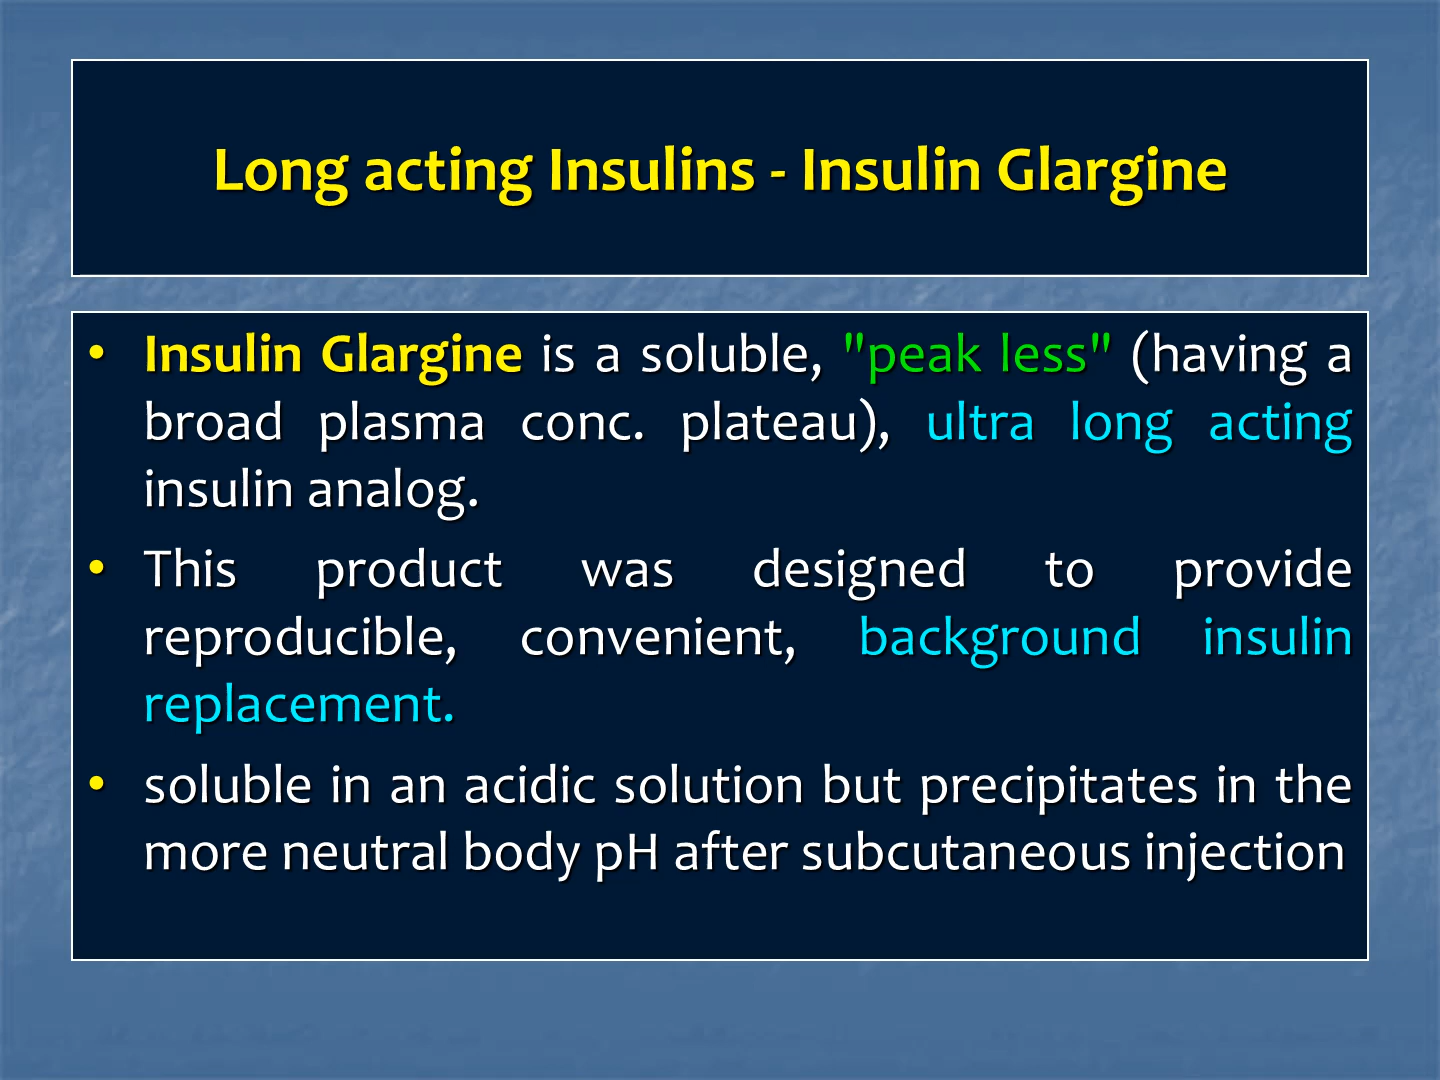 Long acting Insulins - Insulin Glargine
• Insulin Glargine is a soluble, "peak less" (having a
broad plasma conc. plateau), ultra long acting
insulin analog.
• This product was designed to provide
reproducible, convenient, background insulin
replacement.
• soluble in an acidic solution but precipitates in the
more neutral body pH after subcutaneous injection